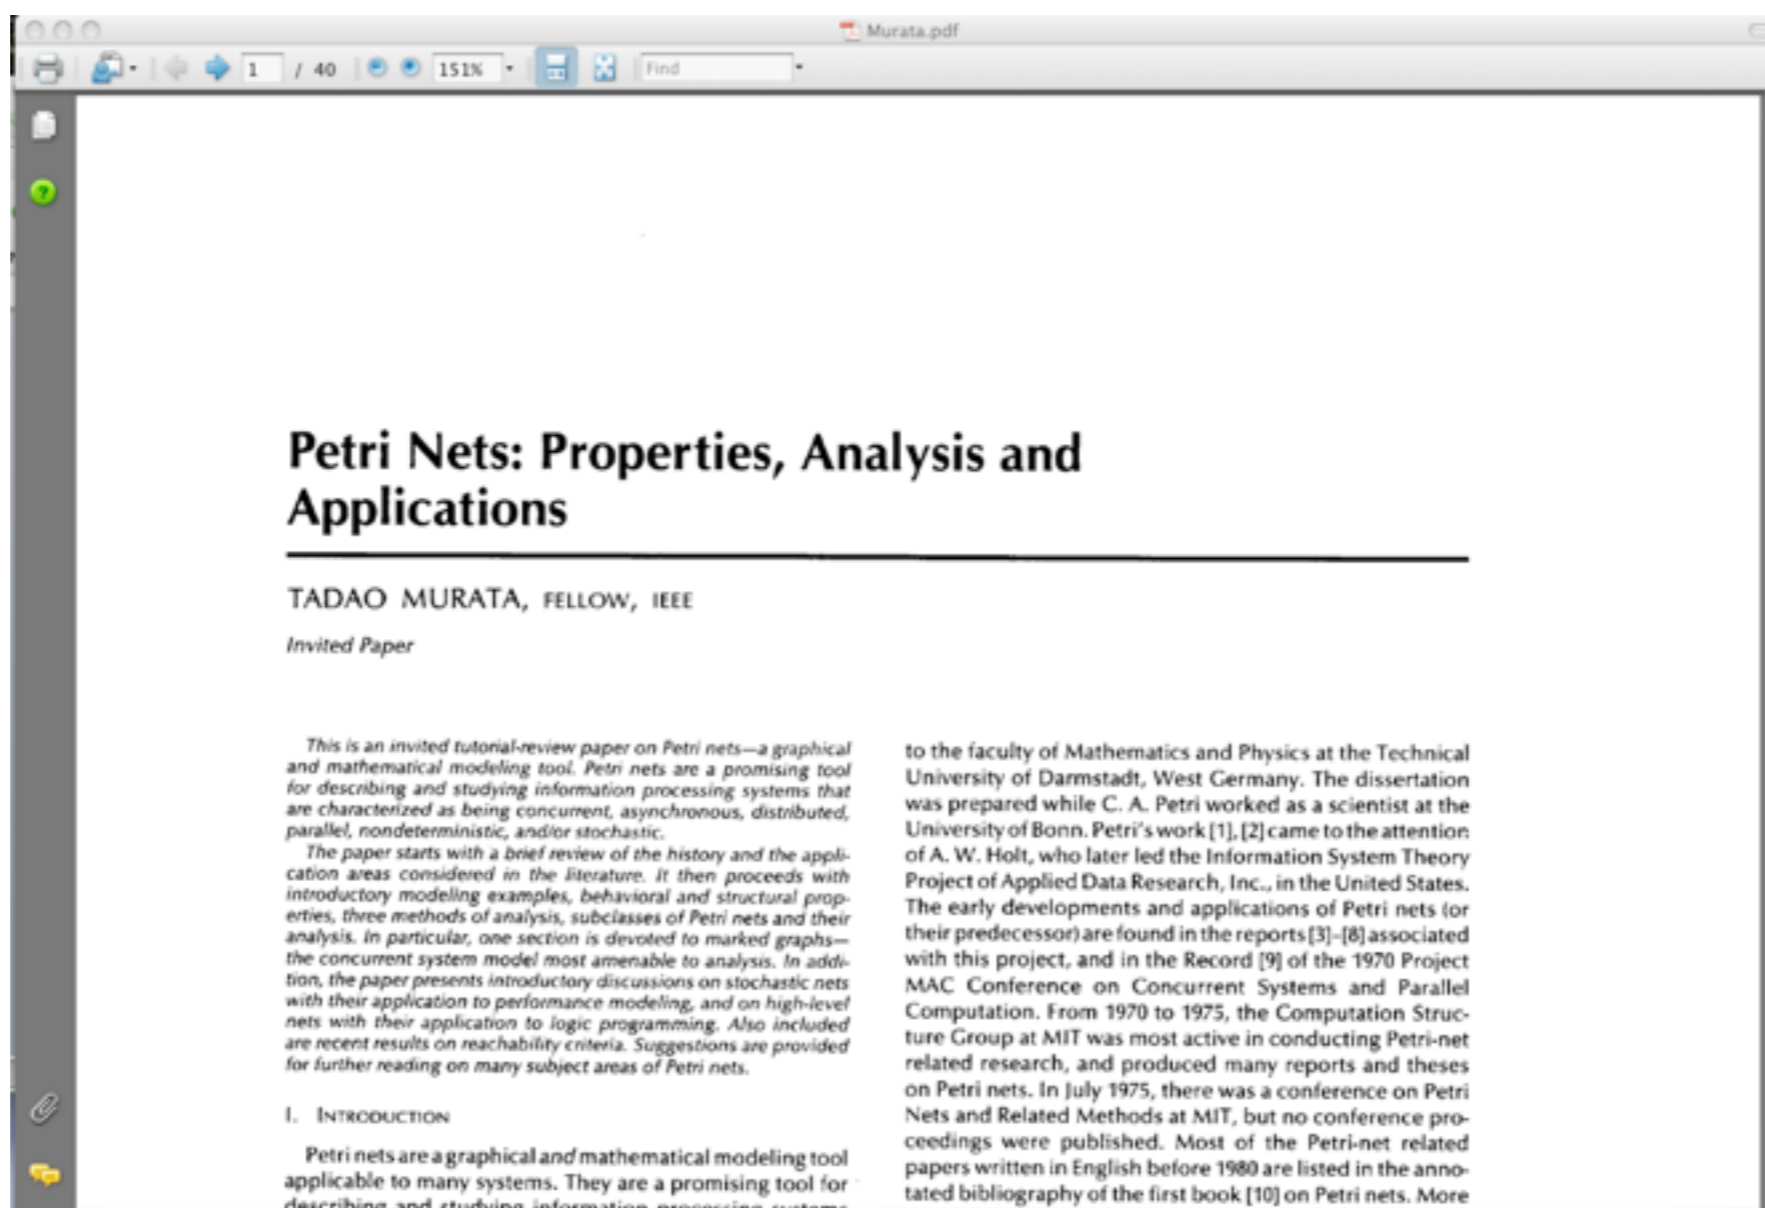 Murata.pdf
1 / 40 151% Find
Petri Nets: Properties, Analysis and
Applications
TADAO MURATA, FELLOW, IEEE
Invited Paper
This is an invited tutorial-review paper on Petri nets—a graphical
and mathematical modeling tool. Petri nets are a promising tool
for describing and studying information processing systems that
are characterized as being concurrent, asynchronous, distributed,
parallel, nondeterministic, and/or stochastic.
The paper starts with a brief review of the history and the appli-
cation areas considered in the literature. It then proceeds with
introductory modeling examples, behavioral and structural prop-
erties, three methods of analysis, subclasses of Petri nets and their
analysis. In particular, one section is devoted to marked graphs—
the concurrent system model most amenable to analysis. In addi-
tion, the paper presents introductory discussions on stochastic nets
with their application to performance modeling, and on high-level
nets with their application to logic programming. Also included
are recent results on reachability criteria. Suggestions are provided
for further reading on many subject areas of Petri nets.
I. INTRODUCTION
Petri nets are a graphical and mathematical modeling tool
applicable to many systems. They are a promising tool for
describing and studying information processing systems
to the faculty of Mathematics and Physics at the Technical
University of Darmstadt, West Germany. The dissertation
was prepared while C. A. Petri worked as a scientist at the
University of Bonn. Petri's work [1], [2] came to the attention
of A. W. Holt, who later led the Information System Theory
Project of Applied Data Research, Inc., in the United States.
The early developments and applications of Petri nets (or
their predecessor) are found in the reports [3]-[8] associated
with this project, and in the Record [9] of the 1970 Project
MAC Conference on Concurrent Systems and Parallel
Computation. From 1970 to 1975, the Computation Struc-
ture Group at MIT was most active in conducting Petri-net
related research, and produced many reports and theses
on Petri nets. In July 1975, there was a conference on Petri
Nets and Related Methods at MIT, but no conference pro-
ceedings were published. Most of the Petri-net related
papers written in English before 1980 are listed in the anno-
tated bibliography of the first book [10] on Petri nets. More